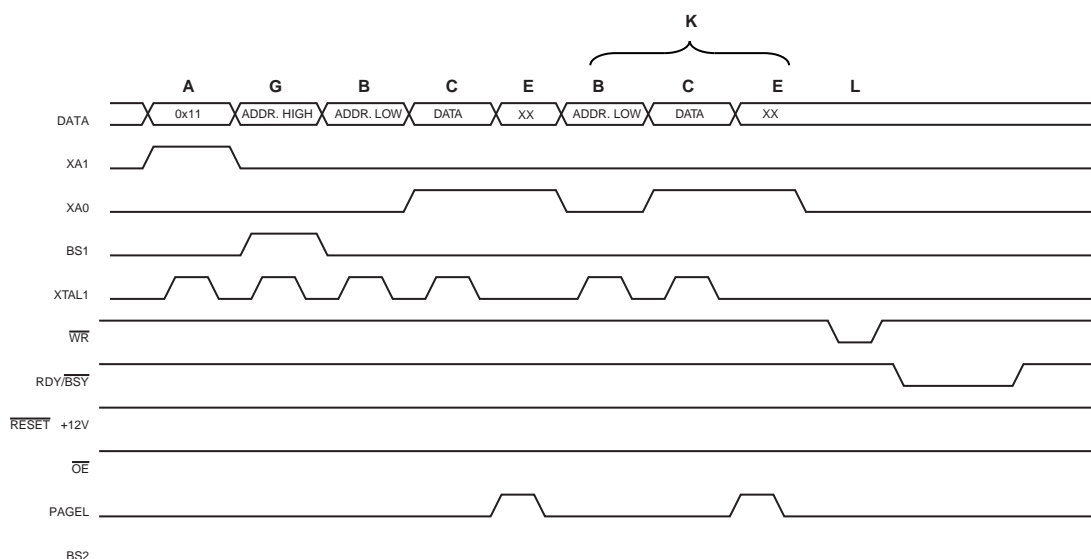 K
A G B C E B C E L
DATA 0x11 ADDR. HIGH ADDR. LOW DATA XX ADDR. LOW DATA XX
XA1
XA0
BS1
XTAL1
WR
RDY/BSY
RESET +12V
OE
PAGEL
BS2